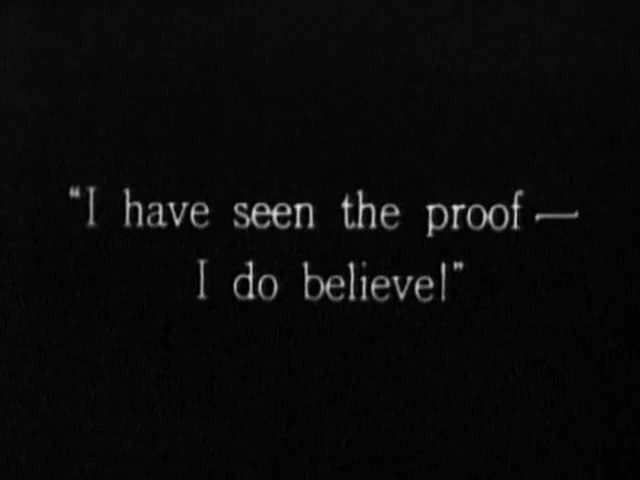 “I have seen the proof—
I do believe!”